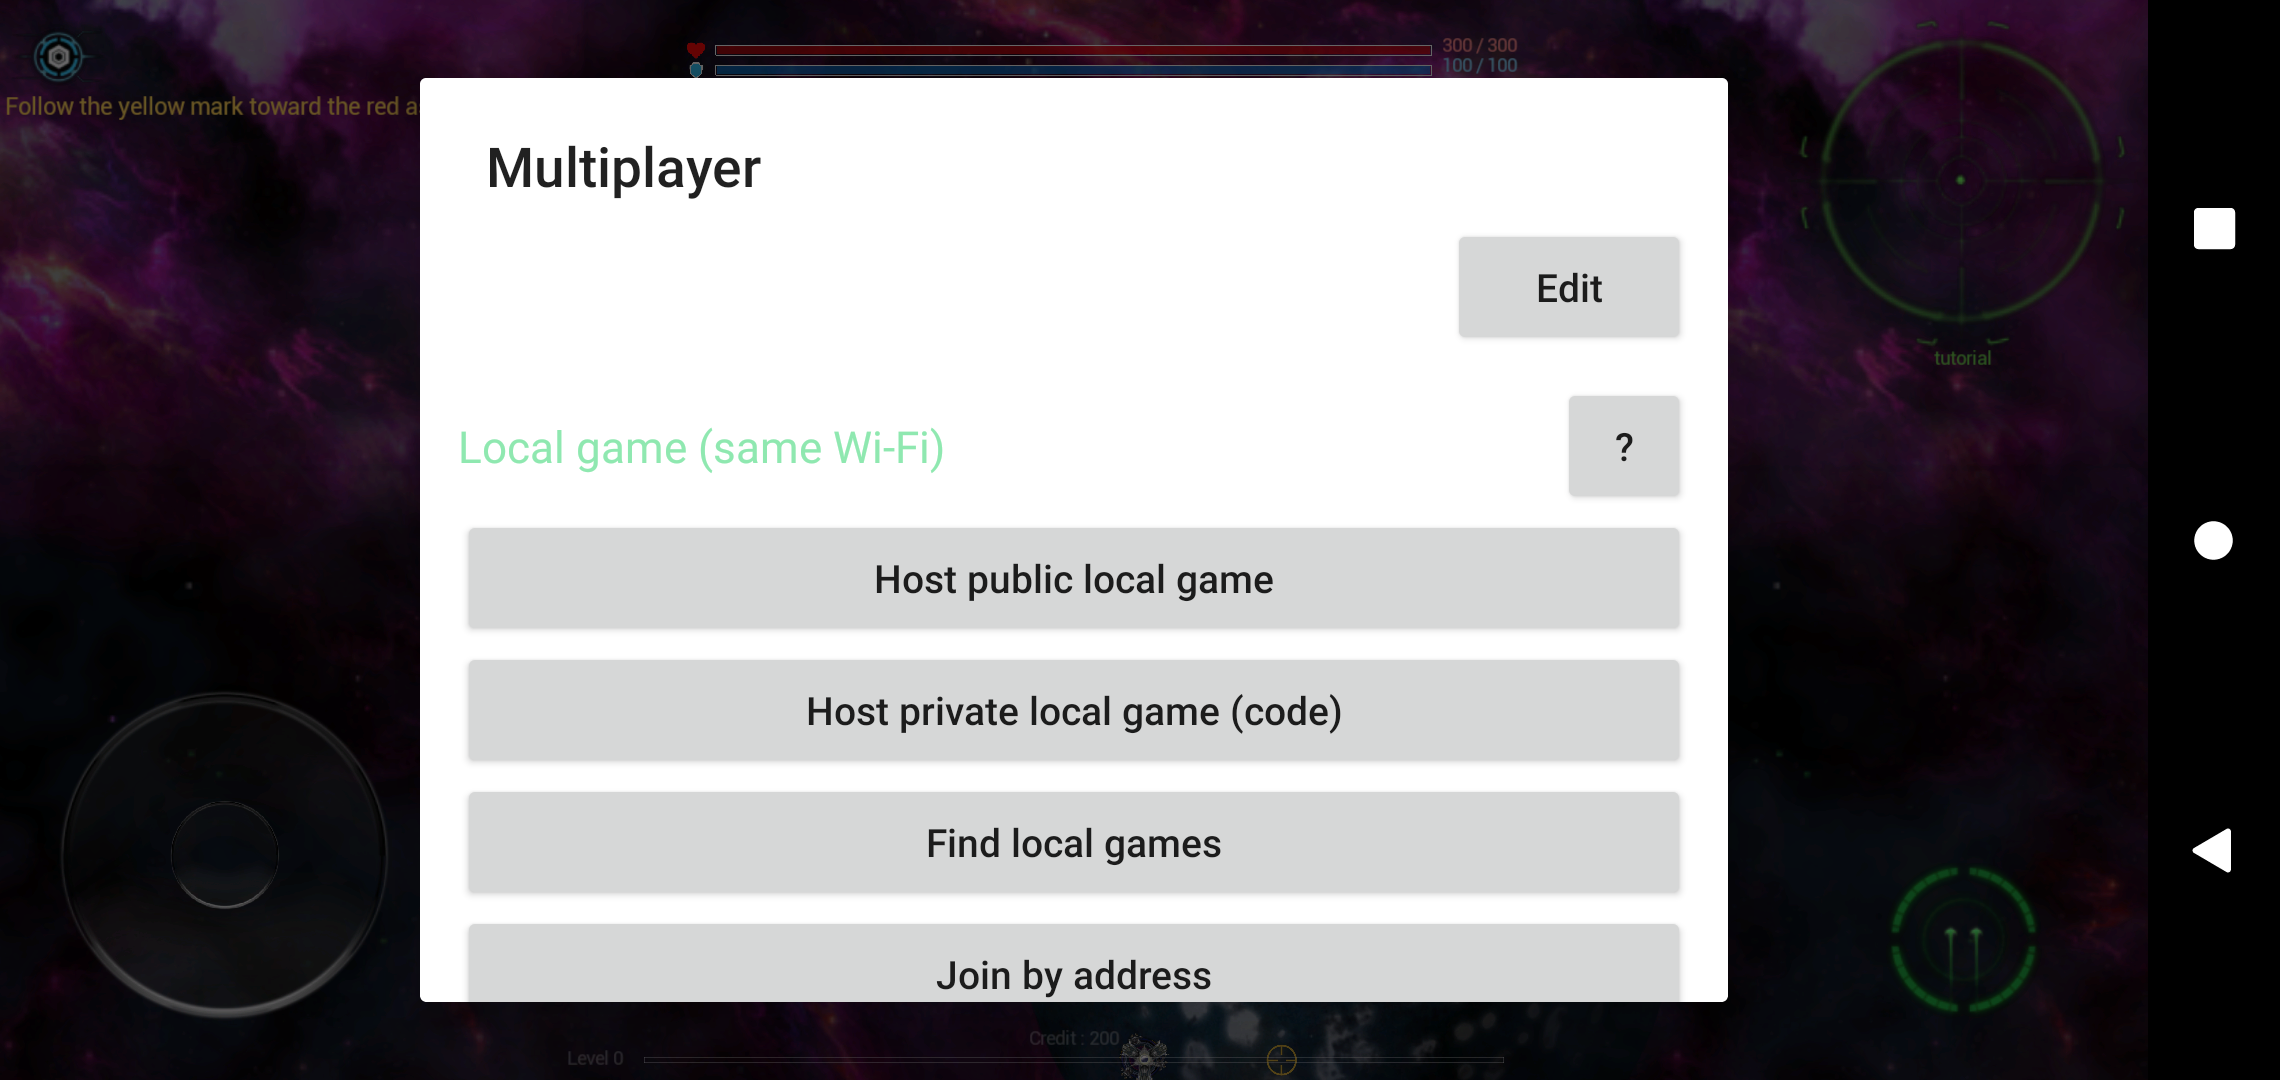 300 / 300
100 / 100
Follow the yellow mark toward the red a
Multiplayer
Edit
tutorial
Local game (same Wi-Fi)
?
Host public local game
Host private local game (code)
Find local games
Join by address
Credit : 200
Level 0